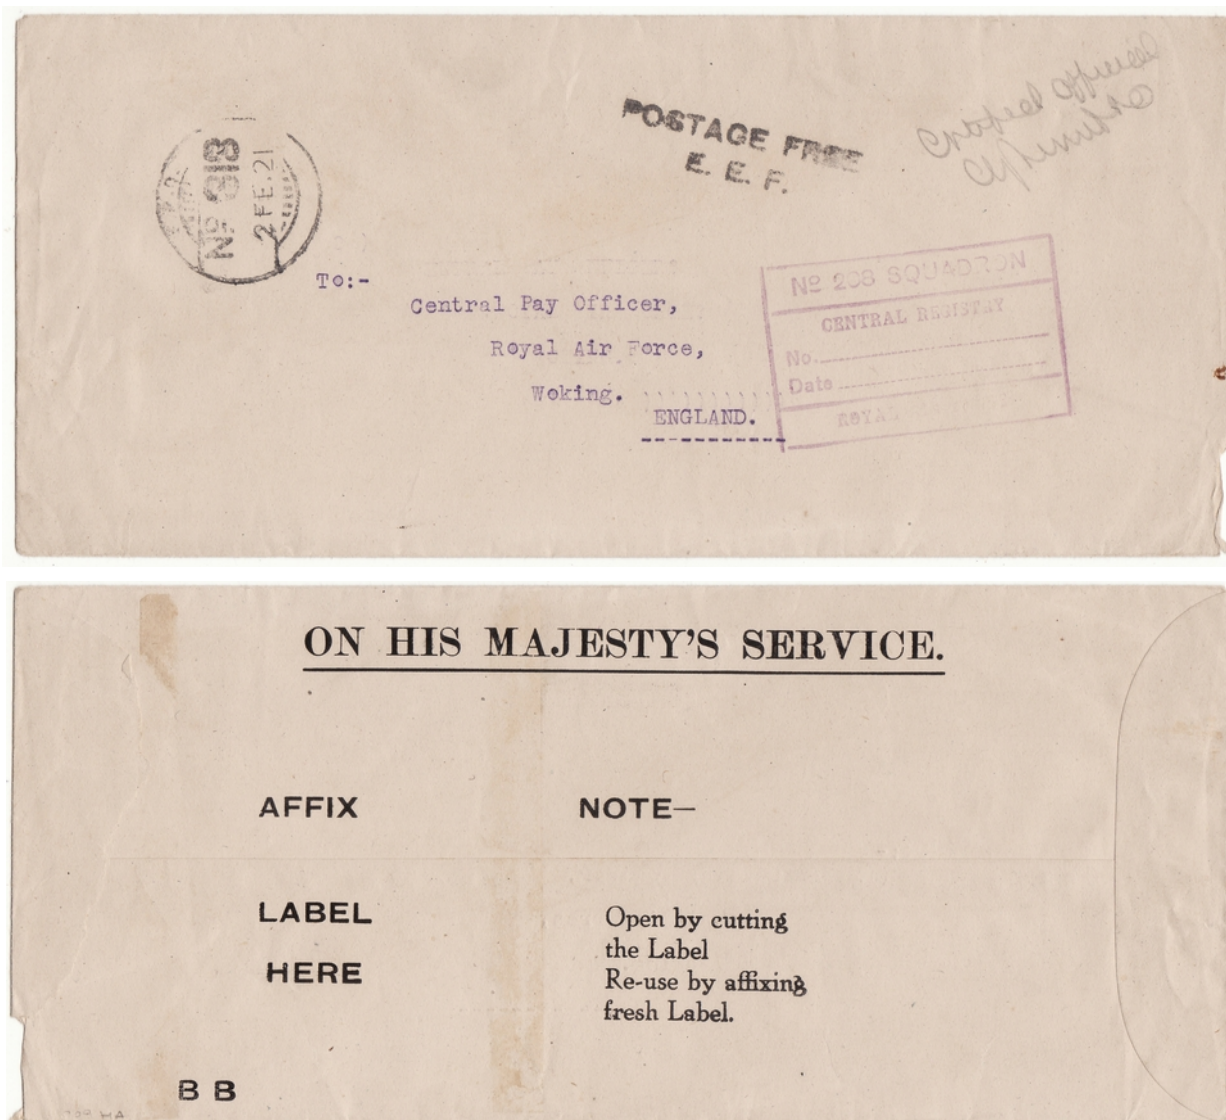 POSTAGE FREE
E. E. F.
Nº 318
2 FE.21
To:-
Central Pay Officer,
Royal Air Force,
Woking.
ENGLAND.
Nº 208 SQUADRON
CENTRAL REGISTRY
No.
Date
ROYAL
ON HIS MAJESTY'S SERVICE.
AFFIX
LABEL
HERE
NOTE—
Open by cutting
the Label
Re-use by affixing
fresh Label.
B B